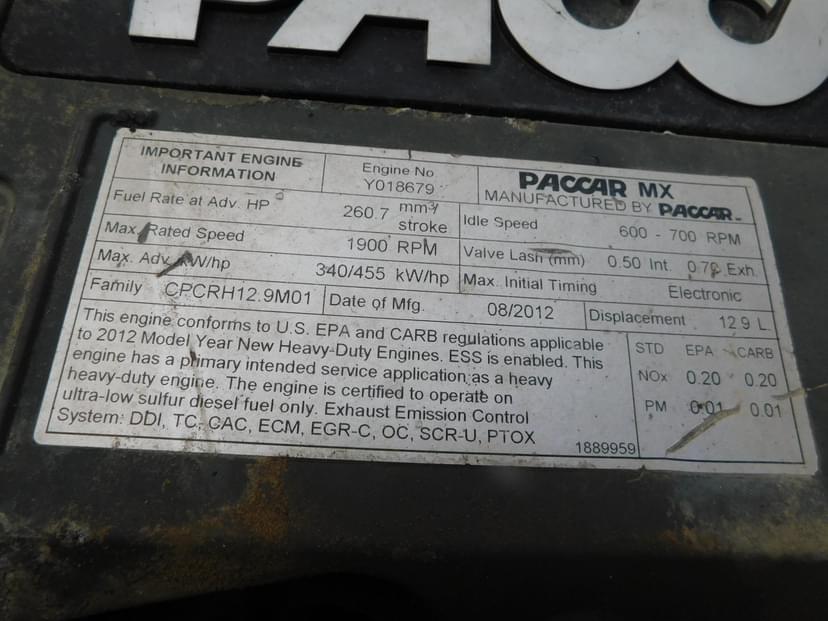 PACC
IMPORTANT ENGINE
INFORMATION
Engine No
Y018679
PACCAR MX
MANUFACTURED BY PACCAR
Fuel Rate at Adv. HP 260.7 mm³/
stroke
Idle Speed 600 - 700 RPM
Max. Rated Speed 1900 RPM
Valve Lash (mm) 0.50 Int. 0.70 Exh.
Max. Adv. kW/hp 340/455 kW/hp
Max. Initial Timing Electronic
Family CPCRH12.9M01
Date of Mfg. 08/2012
Displacement 12.9 L.
This engine conforms to U.S. EPA and CARB regulations applicable
to 2012 Model Year New Heavy-Duty Engines. ESS is enabled. This
engine has a primary intended service application as a heavy
heavy-duty engine. The engine is certified to operate on
ultra-low sulfur diesel fuel only. Exhaust Emission Control
System: DDI, TC, CAC, ECM, EGR-C, OC, SCR-U, PTOX
1889959
STD EPA CARB
NOx 0.20 0.20
PM 0.01 0.01